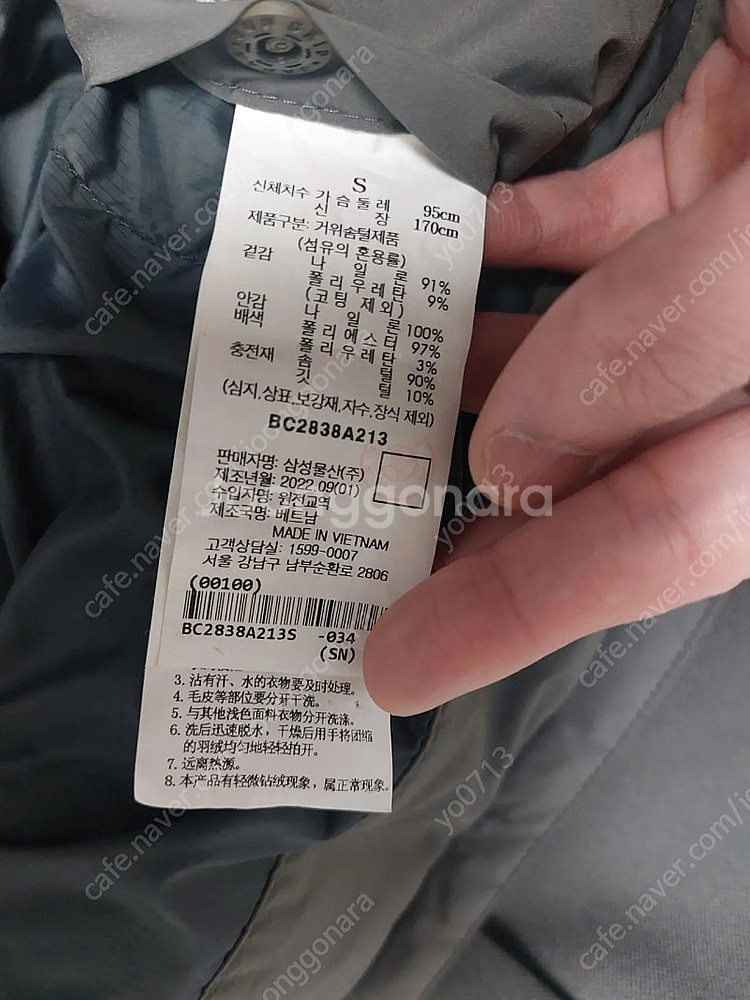 S
신체치수 가슴둘레 95cm
신장 170cm
제품구분: 거위솜털제품
(섬유의 혼용률)
겉감 나일론 91%
폴리우레탄 9%
(코팅 제외)
안감 나일론 100%
배색 폴리에스터 97%
폴리우레탄 3%
충전재 솜털 90%
깃털 10%
(심지,상표,보강재,자수,장식 제외)
BC2838A213
판매자명: 삼성물산(주)
제조년월: 2022.09(01)
수입자명: 원전교역
제조국명: 베트남
MADE IN VIETNAM
고객상담실: 1599-0007
서울 강남구 남부순환로 2806
(00100)
BC2838A213S -034
(SN)
3. 沾有汗、水的衣物要及时处理。
4. 毛皮等部位要分开干洗。
5. 与其他浅色面料衣物分开洗涤。
6. 洗后迅速脱水，干燥后用手将团缩
的羽绒均匀地轻轻拍开。
7. 远离热源。
8. 本产品有轻微钻绒现象，属正常现象。
joonggonara
cafe.naver.com/jo
yo0713